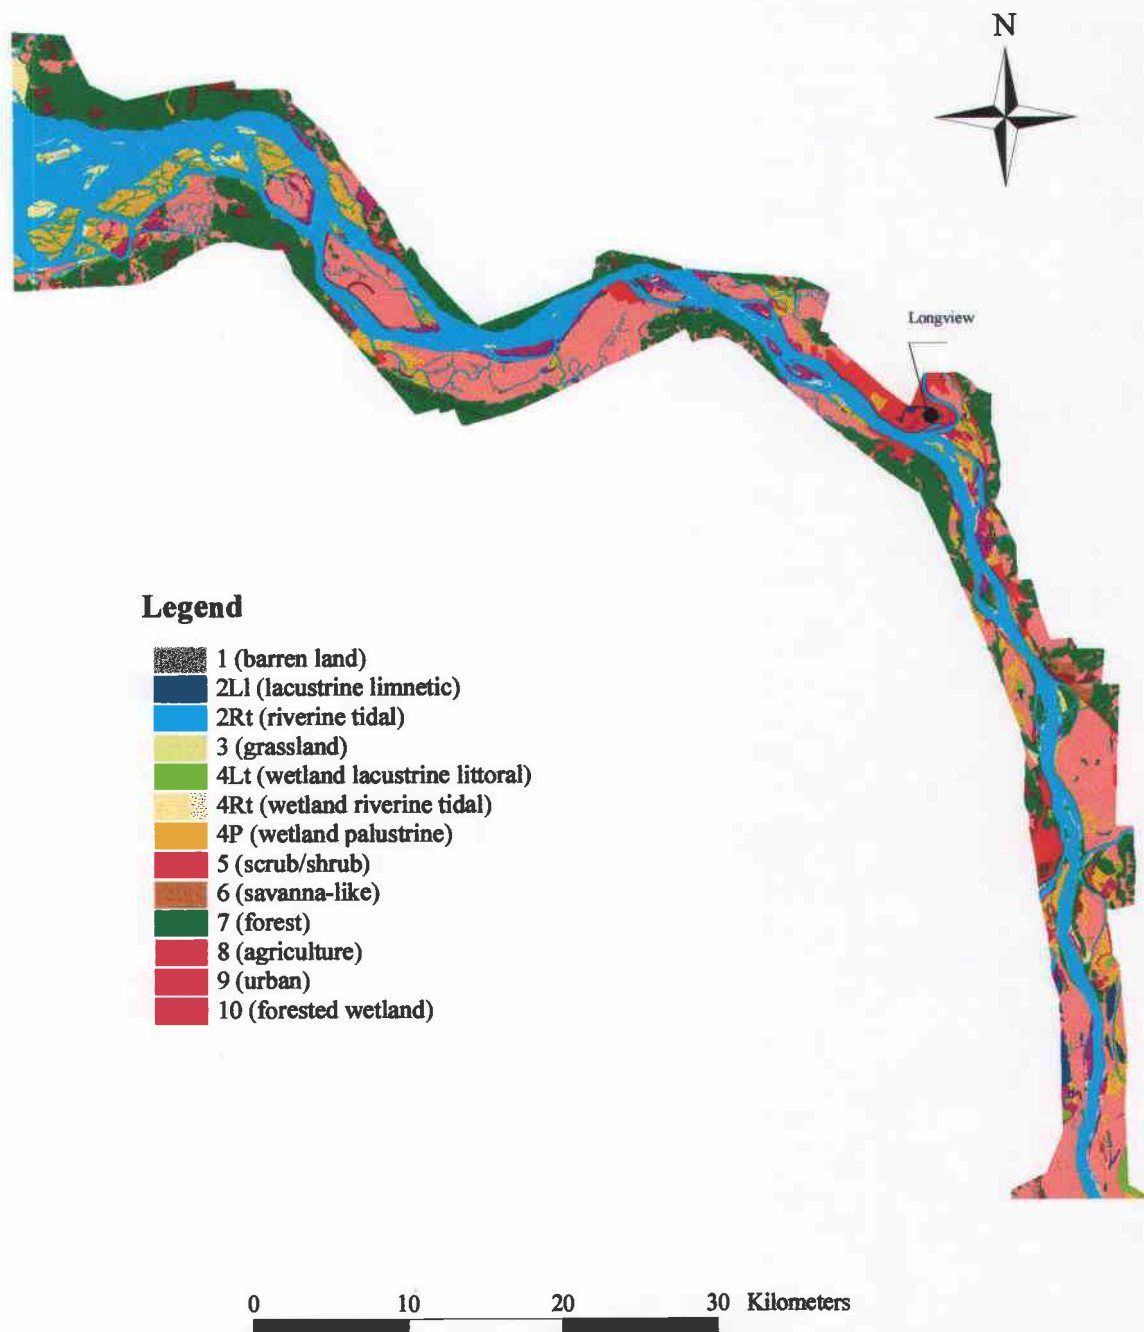 N
Longview
Legend
1 (barren land)
2Ll (lacustrine limnetic)
2Rt (riverine tidal)
3 (grassland)
4Lt (wetland lacustrine littoral)
4Rt (wetland riverine tidal)
4P (wetland palustrine)
5 (scrub/shrub)
6 (savanna-like)
7 (forest)
8 (agriculture)
9 (urban)
10 (forested wetland)
0 10 20 30 Kilometers